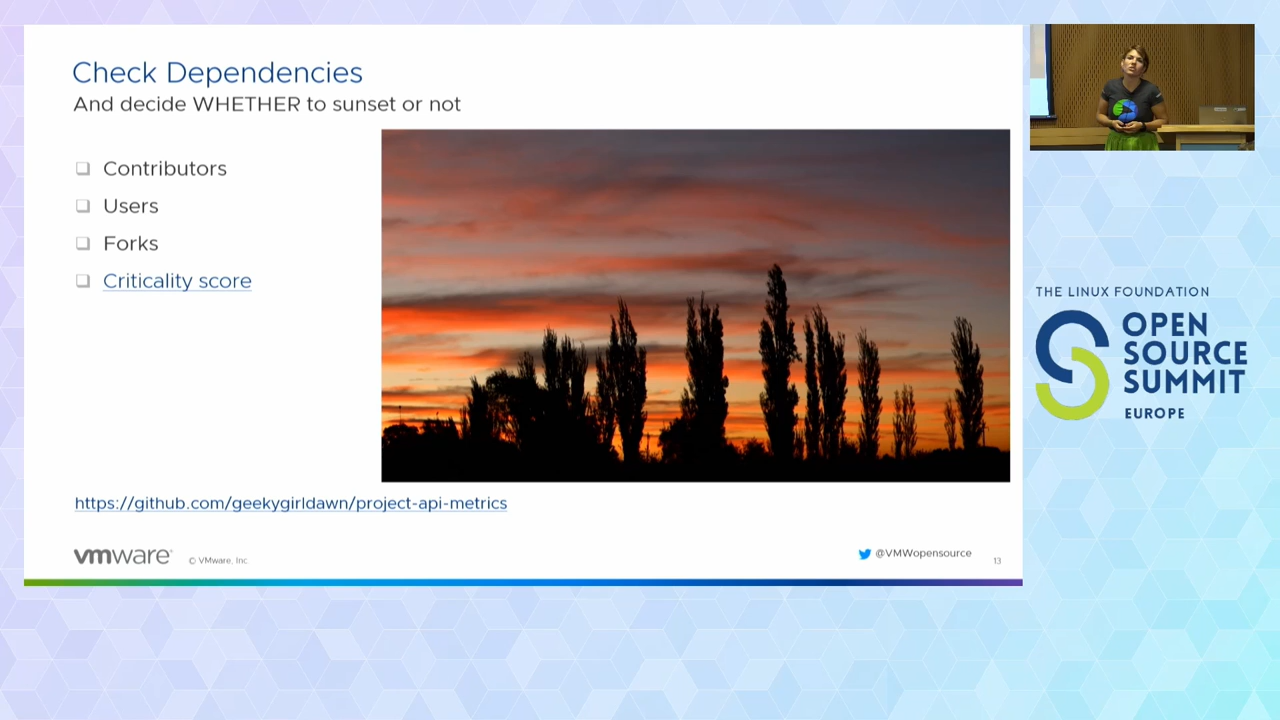 Check Dependencies
And decide WHETHER to sunset or not
Contributors
Users
Forks
Criticality score
https://github.com/geekygirldawn/project-api-metrics
vmware
© VMware, Inc.
@VMWopensource
13
THE LINUX FOUNDATION
OPEN
SOURCE
SUMMIT
EUROPE